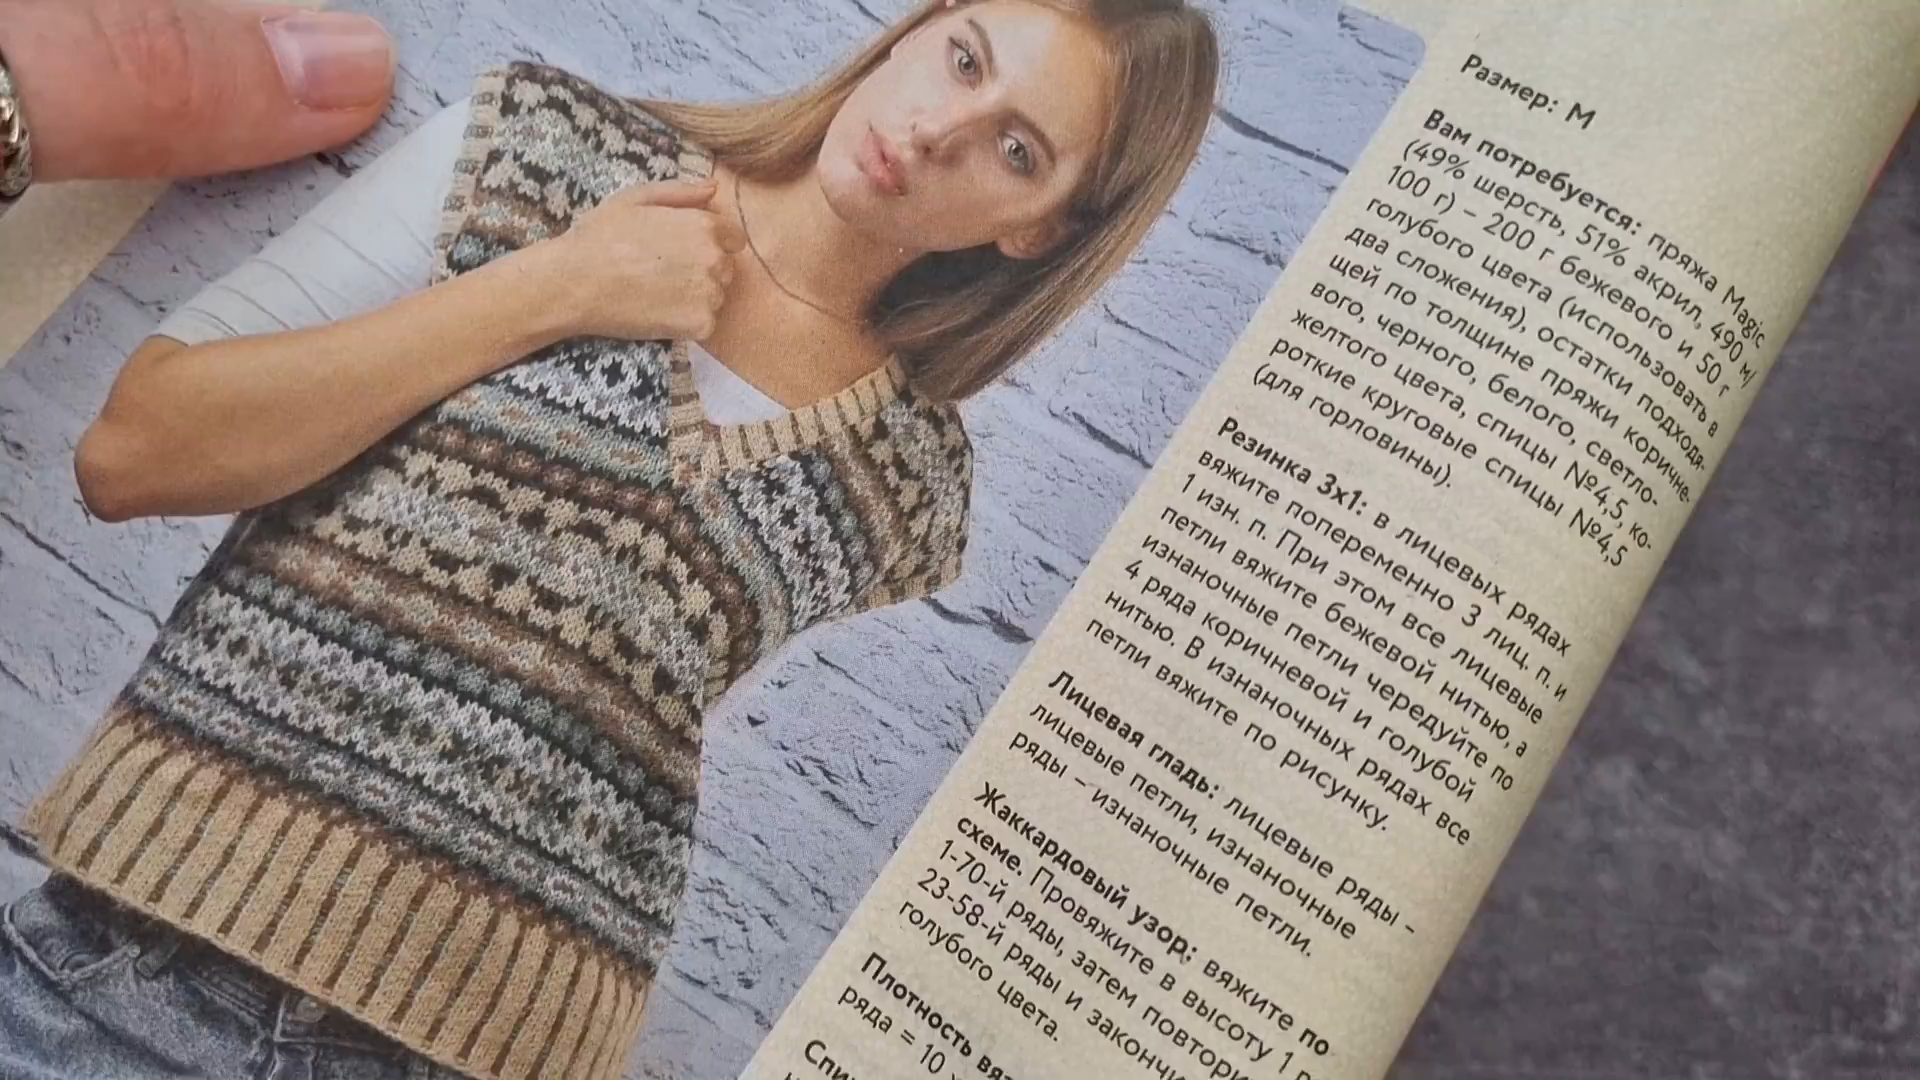 Размер: М
Вам потребуется: пряжа Magic
(49% шерсть, 51% акрил, 490 м/
100 г) – 200 г бежевого и 50 г
голубого цвета (использовать в
два сложения), остатки подходя-
щей по толщине пряжи коричне-
вого, черного, белого, светло-
желтого цвета, спицы №4,5, ко-
роткие круговые спицы №4,5
(для горловины).
Резинка 3х1: в лицевых рядах
вяжите попеременно 3 лиц. п. и
1 изн. п. При этом все лицевые
петли вяжите бежевой нитью, а
изнаночные петли чередуйте по
4 ряда коричневой и голубой
нитью. В изнаночных рядах все
петли вяжите по рисунку.
Лицевая гладь: лицевые ряды –
лицевые петли, изнаночные
ряды – изнаночные петли.
Жаккардовый узор: вяжите по
схеме. Провяжите в высоту 1 р
1-70-й ряды, затем повтори
23-58-й ряды и закончи
голубого цвета.
Плотность вя
ряда = 10